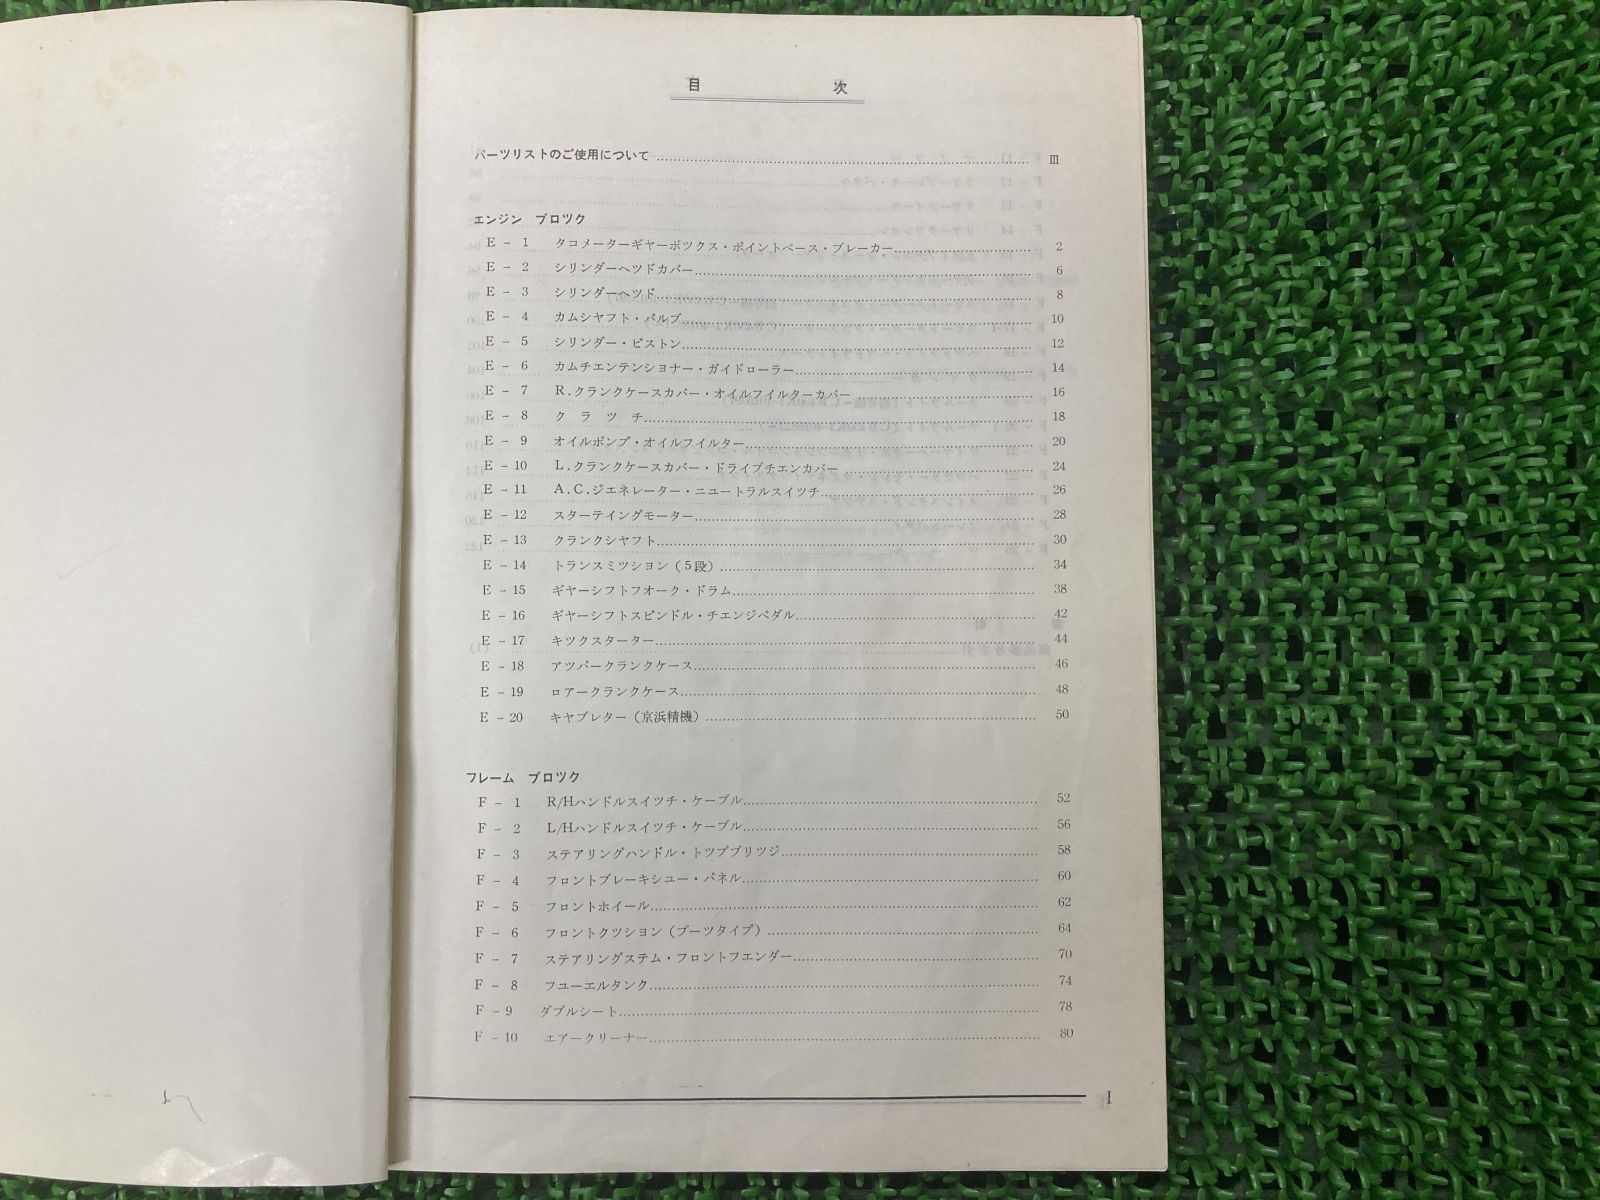 目次
パーツリストのご使用について……………Ⅲ
エンジン ブロツク
E－1 タコメーターギヤーボツクス・ポイントベース・ブレーカー……………2
E－2 シリンダーヘツドカバー……………6
E－3 シリンダーヘツド……………8
E－4 カムシヤフト・バルブ……………10
E－5 シリンダー・ピストン……………12
E－6 カムチエンテンショナー・ガイドローラー……………14
E－7 R.クランクケースカバー・オイルフイルターカバー……………16
E－8 クラツチ……………18
E－9 オイルポンプ・オイルフイルター……………20
E－10 L.クランクケースカバー・ドライブチエンカバー……………24
E－11 A.C.ジエネレーター・ニユートラルスイツチ……………26
E－12 スターテイングモーター……………28
E－13 クランクシヤフト……………30
E－14 トランスミツション（5段）……………34
E－15 ギヤーシフトフオーク・ドラム……………38
E－16 ギヤーシフトスピンドル・チエンジペダル……………42
E－17 キツクスターター……………44
E－18 アツパークランクケース……………46
E－19 ロアークランクケース……………48
E－20 キヤブレター（京浜精機）……………50
フレーム ブロツク
F－1 R/Hハンドルスイツチ・ケーブル……………52
F－2 L/Hハンドルスイツチ・ケーブル……………56
F－3 ステアリングハンドル・トツプブリツジ……………58
F－4 フロントブレーキシユー・パネル……………60
F－5 フロントホイール……………62
F－6 フロントクツション（ブーツタイプ）……………64
F－7 ステアリングステム・フロントフエンダー……………70
F－8 フユーエルタンク……………74
F－9 ダブルシート……………78
F－10 エアークリーナー……………80
Ⅰ